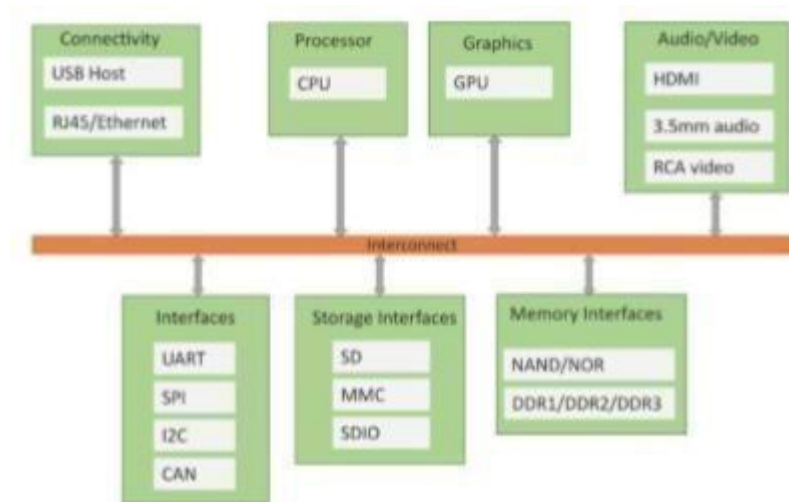 Connectivity
USB Host
RJ45/Ethernet
Processor
CPU
Graphics
GPU
Audio/Video
HDMI
3.5mm audio
RCA video
Interconnect
Interfaces
UART
SPI
I2C
CAN
Storage Interfaces
SD
MMC
SDIO
Memory Interfaces
NAND/NOR
DDR1/DDR2/DDR3